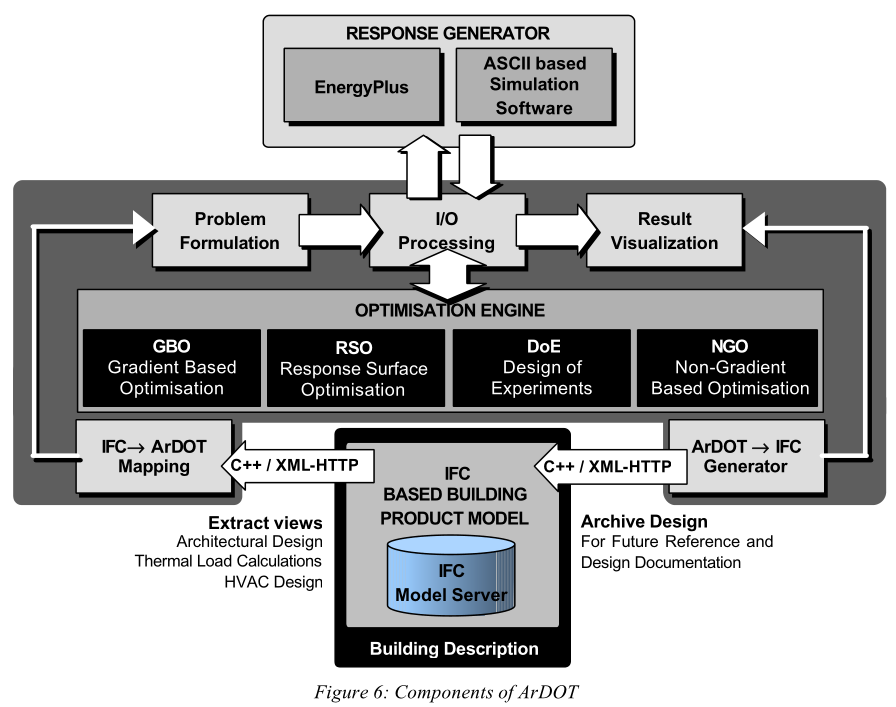 RESPONSE GENERATOR
EnergyPlus
ASCII based
Simulation
Software
Problem
Formulation
I/O
Processing
Result
Visualization
OPTIMISATION ENGINE
GBO
Gradient Based
Optimisation
RSO
Response Surface
Optimisation
DoE
Design of
Experiments
NGO
Non-Gradient
Based Optimisation
IFC→ ArDOT
Mapping
C++ / XML-HTTP
IFC
BASED BUILDING
PRODUCT MODEL
C++ / XML-HTTP
ArDOT → IFC
Generator
Extract views
Architectural Design
Thermal Load Calculations
HVAC Design
IFC
Model Server
Building Description
Archive Design
For Future Reference and
Design Documentation
Figure 6: Components of ArDOT